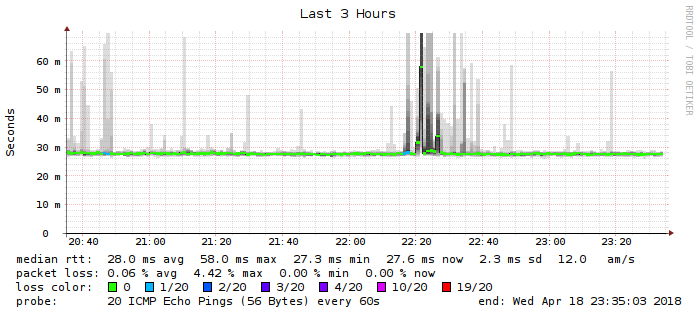 Last 3 Hours
RRDTOOL / TOBI OETIKER
Seconds
60 m
50 m
40 m
30 m
20 m
10 m
0
20:40 21:00 21:20 21:40 22:00 22:20 22:40 23:00 23:20
median rtt: 28.0 ms avg 58.0 ms max 27.3 ms min 27.6 ms now 2.3 ms sd 12.0 am/s
packet loss: 0.06 % avg 4.42 % max 0.00 % min 0.00 % now
loss color: 0 1/20 2/20 3/20 4/20 10/20 19/20
probe: 20 ICMP Echo Pings (56 Bytes) every 60s end: Wed Apr 18 23:35:03 2018